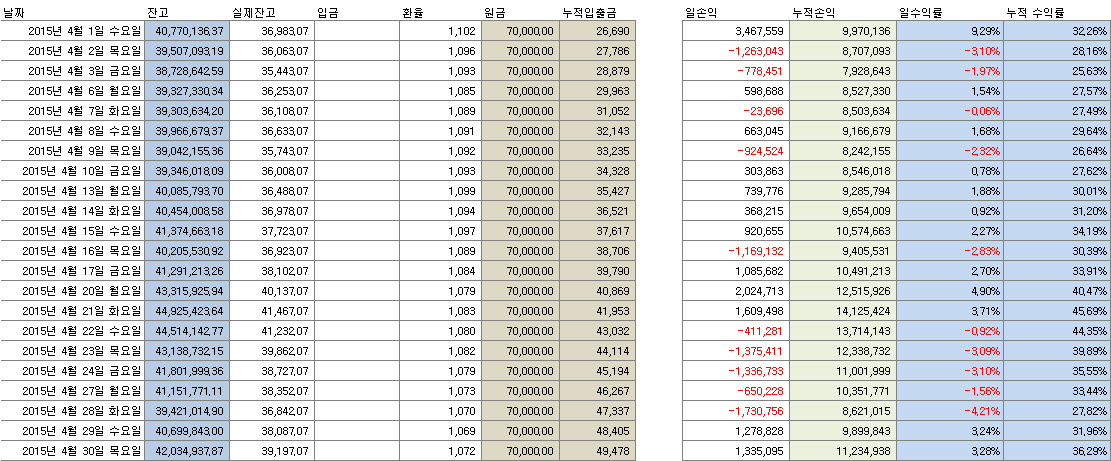 날짜 잔고 실제잔고 입금 환율 원금 누적입출금 일손익 누적손익 일수익률 누적 수익률
2015년 4월 1일 수요일 40,770,136.37 36,983.07 1,102 70,000.00 26,690 3,467,559 9,970,136 9.29% 32.26%
2015년 4월 2일 목요일 39,507,093.19 36,063.07 1,096 70,000.00 27,786 -1,263,043 8,707,093 -3.10% 28.16%
2015년 4월 3일 금요일 38,728,642.59 35,443.07 1,093 70,000.00 28,879 -778,451 7,928,643 -1.97% 25.63%
2015년 4월 6일 월요일 39,327,330.34 36,253.07 1,085 70,000.00 29,963 598,688 8,527,330 1.54% 27.57%
2015년 4월 7일 화요일 39,303,634.20 36,108.07 1,089 70,000.00 31,052 -23,696 8,503,634 -0.06% 27.49%
2015년 4월 8일 수요일 39,966,679.37 36,633.07 1,091 70,000.00 32,143 663,045 9,166,679 1.68% 29.64%
2015년 4월 9일 목요일 39,042,155.36 35,743.07 1,092 70,000.00 33,235 -924,524 8,242,155 -2.32% 26.64%
2015년 4월 10일 금요일 39,346,018.09 36,008.07 1,093 70,000.00 34,328 303,863 8,546,018 0.78% 27.62%
2015년 4월 13일 월요일 40,085,793.70 36,488.07 1,099 70,000.00 35,427 739,776 9,285,794 1.88% 30.01%
2015년 4월 14일 화요일 40,454,008.58 36,978.07 1,094 70,000.00 36,521 368,215 9,654,009 0.92% 31.20%
2015년 4월 15일 수요일 41,374,663.18 37,723.07 1,097 70,000.00 37,617 920,655 10,574,663 2.27% 34.19%
2015년 4월 16일 목요일 40,205,530.92 36,923.07 1,089 70,000.00 38,706 -1,169,132 9,405,531 -2.83% 30.39%
2015년 4월 17일 금요일 41,291,213.26 38,102.07 1,084 70,000.00 39,790 1,085,682 10,491,213 2.70% 33.91%
2015년 4월 20일 월요일 43,315,925.94 40,137.07 1,079 70,000.00 40,869 2,024,713 12,515,926 4.90% 40.47%
2015년 4월 21일 화요일 44,925,423.64 41,467.07 1,083 70,000.00 41,953 1,609,498 14,125,424 3.71% 45.69%
2015년 4월 22일 수요일 44,514,142.77 41,232.07 1,080 70,000.00 43,032 -411,281 13,714,143 -0.92% 44.35%
2015년 4월 23일 목요일 43,138,732.15 39,862.07 1,082 70,000.00 44,114 -1,375,411 12,338,732 -3.09% 39.89%
2015년 4월 24일 금요일 41,801,999.36 38,727.07 1,079 70,000.00 45,194 -1,336,733 11,001,999 -3.10% 35.55%
2015년 4월 27일 월요일 41,151,771.11 38,352.07 1,073 70,000.00 46,267 -650,228 10,351,771 -1.56% 33.44%
2015년 4월 28일 화요일 39,421,014.90 36,842.07 1,070 70,000.00 47,337 -1,730,756 8,621,015 -4.21% 27.82%
2015년 4월 29일 수요일 40,699,843.00 38,087.07 1,069 70,000.00 48,405 1,278,828 9,899,843 3.24% 31.96%
2015년 4월 30일 목요일 42,034,937.87 39,197.07 1,072 70,000.00 49,478 1,335,095 11,234,938 3.28% 36.29%